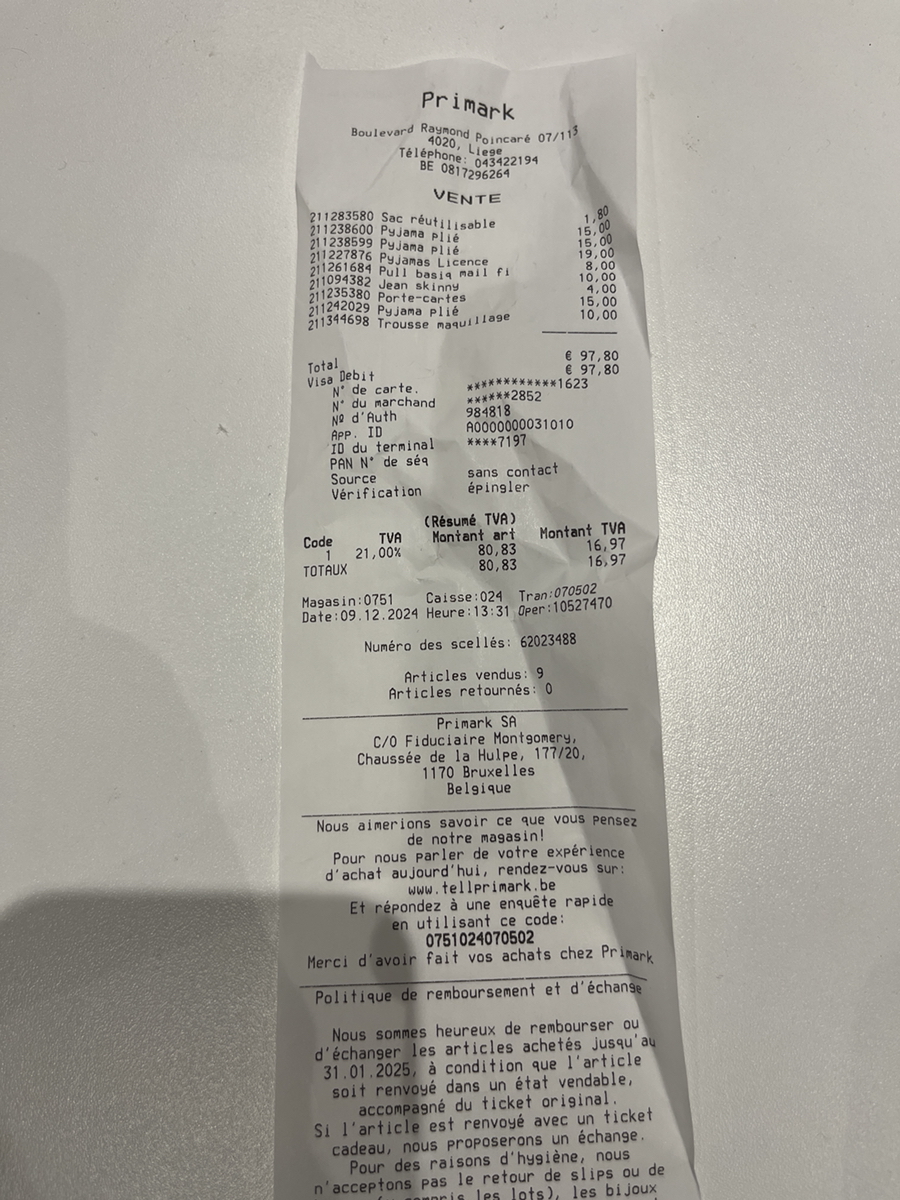 Primark
Boulevard Raymond Poincaré 07/113
4020, Liege
Téléphone: 043422194
BE 0817296264
VENTE
211283580 Sac réutilisable 1,80
211238600 Pyjama plié 15,00
211238599 Pyjama plié 15,00
211227876 Pyjamas Licence 19,00
211261684 Pull basiq mail fi 8,00
211094382 Jean skinny 10,00
211235380 Porte-cartes 4,00
211242029 Pyjama plié 15,00
211344698 Trousse maquillage 10,00
Total € 97,80
Visa Debit € 97,80
N° de carte. ************1623
N° du marchand ******2852
Nº d'Auth 984818
App. ID A0000000031010
ID du terminal ****7197
PAN N° de séq
Source sans contact
Vérification épingler
(Résumé TVA)
Code TVA Montant art Montant TVA
1 21,00% 80,83 16,97
TOTAUX 80,83 16,97
Magasin:0751 Caisse:024 Tran:070502
Date:09.12.2024 Heure:13:31 Oper:10527470
Numéro des scellés: 62023488
Articles vendus: 9
Articles retournés: 0
Primark SA
C/O Fiduciaire Montgomery,
Chaussée de la Hulpe, 177/20,
1170 Bruxelles
Belgique
Nous aimerions savoir ce que vous pensez
de notre magasin!
Pour nous parler de votre expérience
d'achat aujourd'hui, rendez-vous sur:
www.tellprimark.be
Et répondez à une enquête rapide
en utilisant ce code:
0751024070502
Merci d'avoir fait vos achats chez Primark
Politique de remboursement et d'échange
Nous sommes heureux de rembourser ou
d'échanger les articles achetés jusqu'au
31.01.2025, à condition que l'article
soit renvoyé dans un état vendable,
accompagné du ticket original.
Si l'article est renvoyé avec un ticket
cadeau, nous proposerons un échange.
Pour des raisons d'hygiène, nous
n'acceptons pas le retour de slips ou de
les lots), les bijoux